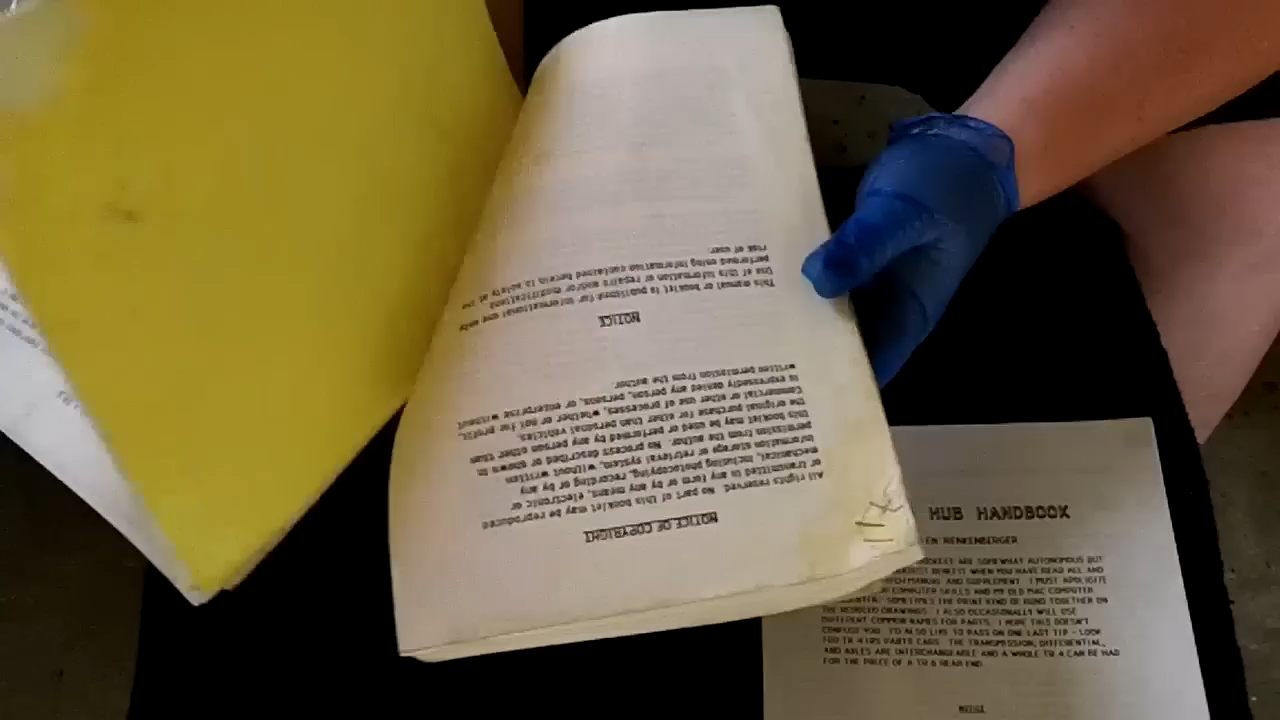 NOTICE OF COPYRIGHT
All rights reserved. No part of this booklet may be reproduced
or transmitted in any form or by any means, electronic or
mechanical, including photocopying, recording or by any
information storage or retrieval system, without written
permission from the author. No process described or shown in
this booklet may be used or performed by any person other than
the original purchaser for other than personal vehicles.
Commercial or other use of processes, whether or not for profit,
is expressedly denied any person, persons, or enterprise without
written permission from the author.
NOTICE
This manual or booklet is published for informational use only
Use of this information or repairs and/or modifications
performed using information contained herein is solely at the
risk of user.
HUB HANDBOOK
EN RENKENBERGER
ARE SOMEWHAT AUTONOMOUS BUT
BENEFIT WHEN YOU HAVE READ ALL AND
MANUAL AND SUPPLEMENT. I MUST APOLIGIZE
COMPUTER SKILLS AND MY OLD MAC COMPUTER
SOMETIMES THE PRINT KIND OF RUNS TOGETHER ON
THE REDUCED DRAWINGS. I ALSO OCCASIONALLY WILL USE
DIFFERENT COMMON NAMES FOR PARTS. I HOPE THIS DOESN'T
CONFUSE YOU. I'D ALSO LIKE TO PASS ON ONE LAST TIP - LOOK
FOR TR 4 IRS PARTS CARS. THE TRANSMISSION, DIFFERENTIAL,
AND AXLES ARE INTERCHANGEABLE AND A WHOLE TR 4 CAN BE HAD
FOR THE PRICE OF A TR 6 REAR END.